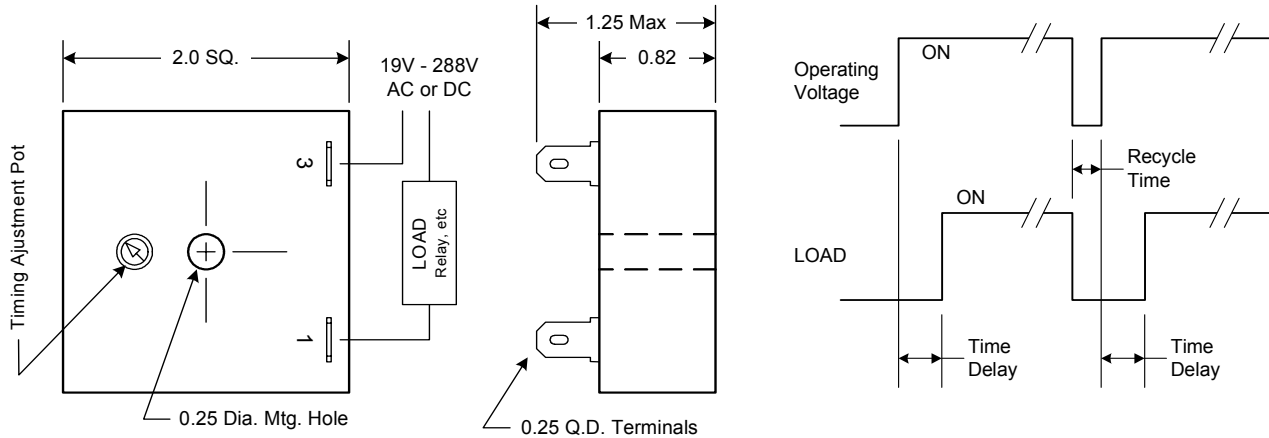 2.0 SQ.
19V - 288V
AC or DC
3
LOAD
Relay, etc
1
Timing Ajustment Pot
0.25 Dia. Mtg. Hole
1.25 Max
0.82
0.25 Q.D. Terminals
Operating
Voltage
ON
Recycle
Time
LOAD
ON
Time
Delay
Time
Delay